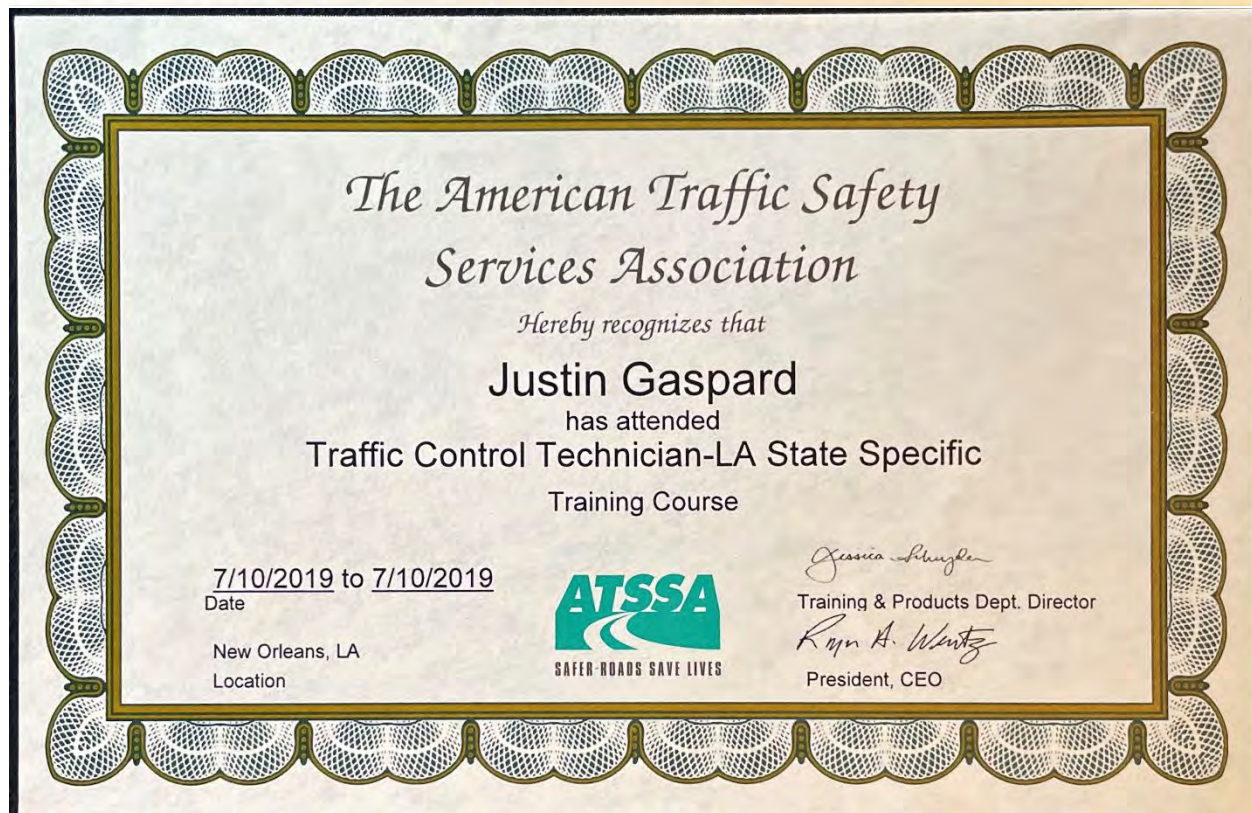 The American Traffic Safety
Services Association
Hereby recognizes that
Justin Gaspard
has attended
Traffic Control Technician-LA State Specific
Training Course
7/10/2019 to 7/10/2019
Date
New Orleans, LA
Location
ATSSA
SAFER ROADS SAVE LIVES
Training & Products Dept. Director
President, CEO